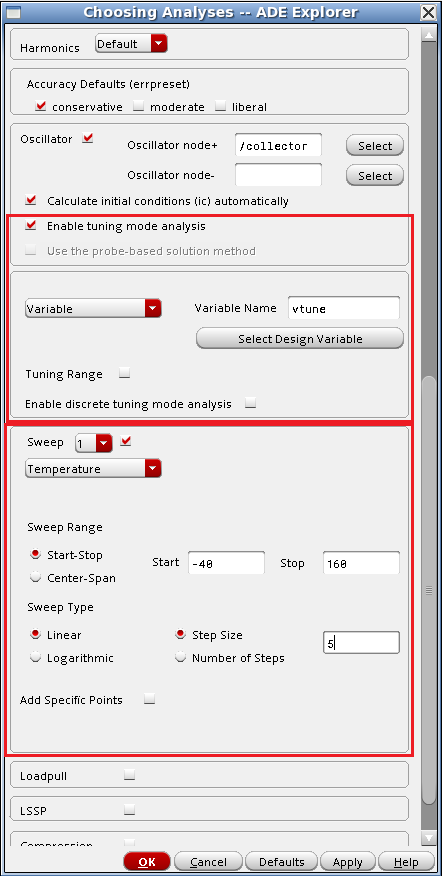 Choosing Analyses -- ADE Explorer
Harmonics Default
Accuracy Defaults (errpreset)
conservative moderate liberal
Oscillator Oscillator node+ /collector Select
Oscillator node- Select
Calculate initial conditions (ic) automatically
Enable tuning mode analysis
Use the probe-based solution method
Variable Variable Name vtune
Select Design Variable
Tuning Range
Enable discrete tuning mode analysis
Sweep 1
Temperature
Sweep Range
Start-Stop Start -40 Stop 160
Center-Span
Sweep Type
Linear Step Size 5
Logarithmic Number of Steps
Add Specific Points
Loadpull
LSSP
Compression
OK Cancel Defaults Apply Help